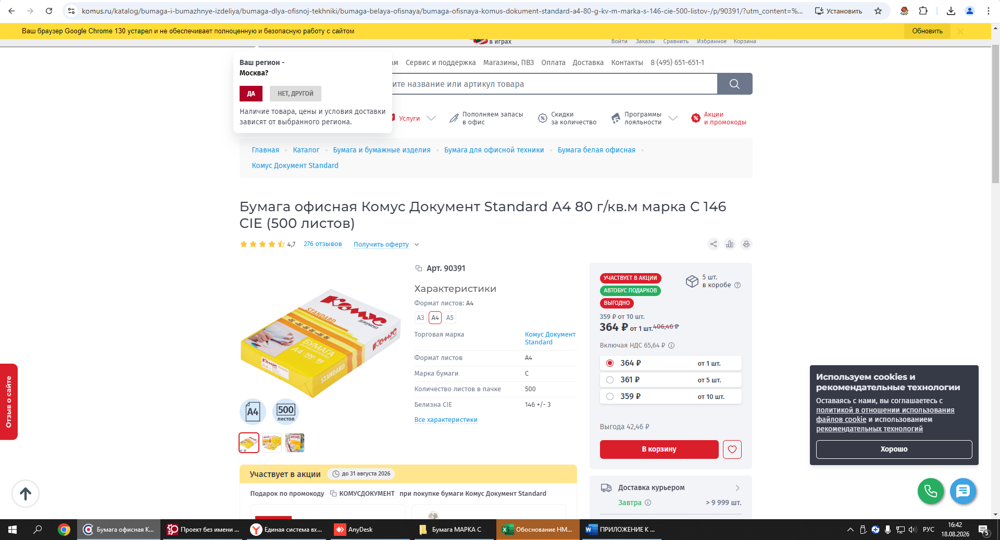 komus.ru/katalog/bumaga-i-bumazhnye-izdeliya/bumaga-dlya-ofisnoj-tekhniki/bumaga-belaya-ofisnaya/bumaga-ofisnaya-komus-dokument-standard-a4-80-g-kv-m-marka-s-146-cie-500-listov-/p/90391/?utm_content=%...
Установить
Ваш браузер Google Chrome 130 устарел и не обеспечивает полноценную и безопасную работу с сайтом
Обновить
в играх
Войти Заказы Сравнить Избранное Корзина
Ваш регион -
Москва?
ДА
НЕТ, ДРУГОЙ
Наличие товара, цены и условия доставки
зависят от выбранного региона.
ам Сервис и поддержка Магазины, ПВЗ Оплата Доставка Контакты 8 (495) 651-651-1
ите название или артикул товара
Услуги
Пополняем запасы
в офис
Скидки
за количество
Программы
лояльности
Акции
и промокоды
Главная • Каталог • Бумага и бумажные изделия • Бумага для офисной техники • Бумага белая офисная •
Комус Документ Standard
Бумага офисная Комус Документ Standard А4 80 г/кв.м марка С 146
CIE (500 листов)
4,7 276 отзывов Получить оферту
Комус
документ
STANDARD
Комус
БУМАГА
А4 500 80
Комус
STANDARD
A4
500
листов
Арт. 90391
Характеристики
Формат листов: А4
А3 А4 А5
Торговая марка
Комус Документ
Standard
Формат листов А4
Марка бумаги С
Количество листов в пачке 500
Белизна CIE 146 +/- 3
Все характеристики
УЧАСТВУЕТ В АКЦИИ
АВТОБУС ПОДАРКОВ
ВЫГОДНО
5 шт.
в коробе
359 ₽ от 10 шт.
364 ₽ от 1 шт. 406,46 ₽
Включая НДС 65,64 ₽
364 ₽ от 1 шт.
361 ₽ от 5 шт.
359 ₽ от 10 шт.
Выгода 42,46 ₽
В корзину
Доставка курьером
Завтра > 9 999 шт.
Участвует в акции до 31 августа 2026
Подарок по промокоду КОМУСДОКУМЕНТ при покупке бумаги Комус Документ Standard
Отзыв о сайте
Используем cookies и
рекомендательные технологии
Оставаясь с нами, вы соглашаетесь с
политикой в отношении использования
файлов cookie и использованием
рекомендательных технологий
Хорошо
Бумага офисная К...
Проект без имени ...
Единая система вх...
AnyDesk
Бумага МАРКА С
Обоснование НМ...
ПРИЛОЖЕНИЕ К ...
РУС
16:42
18.08.2026
5